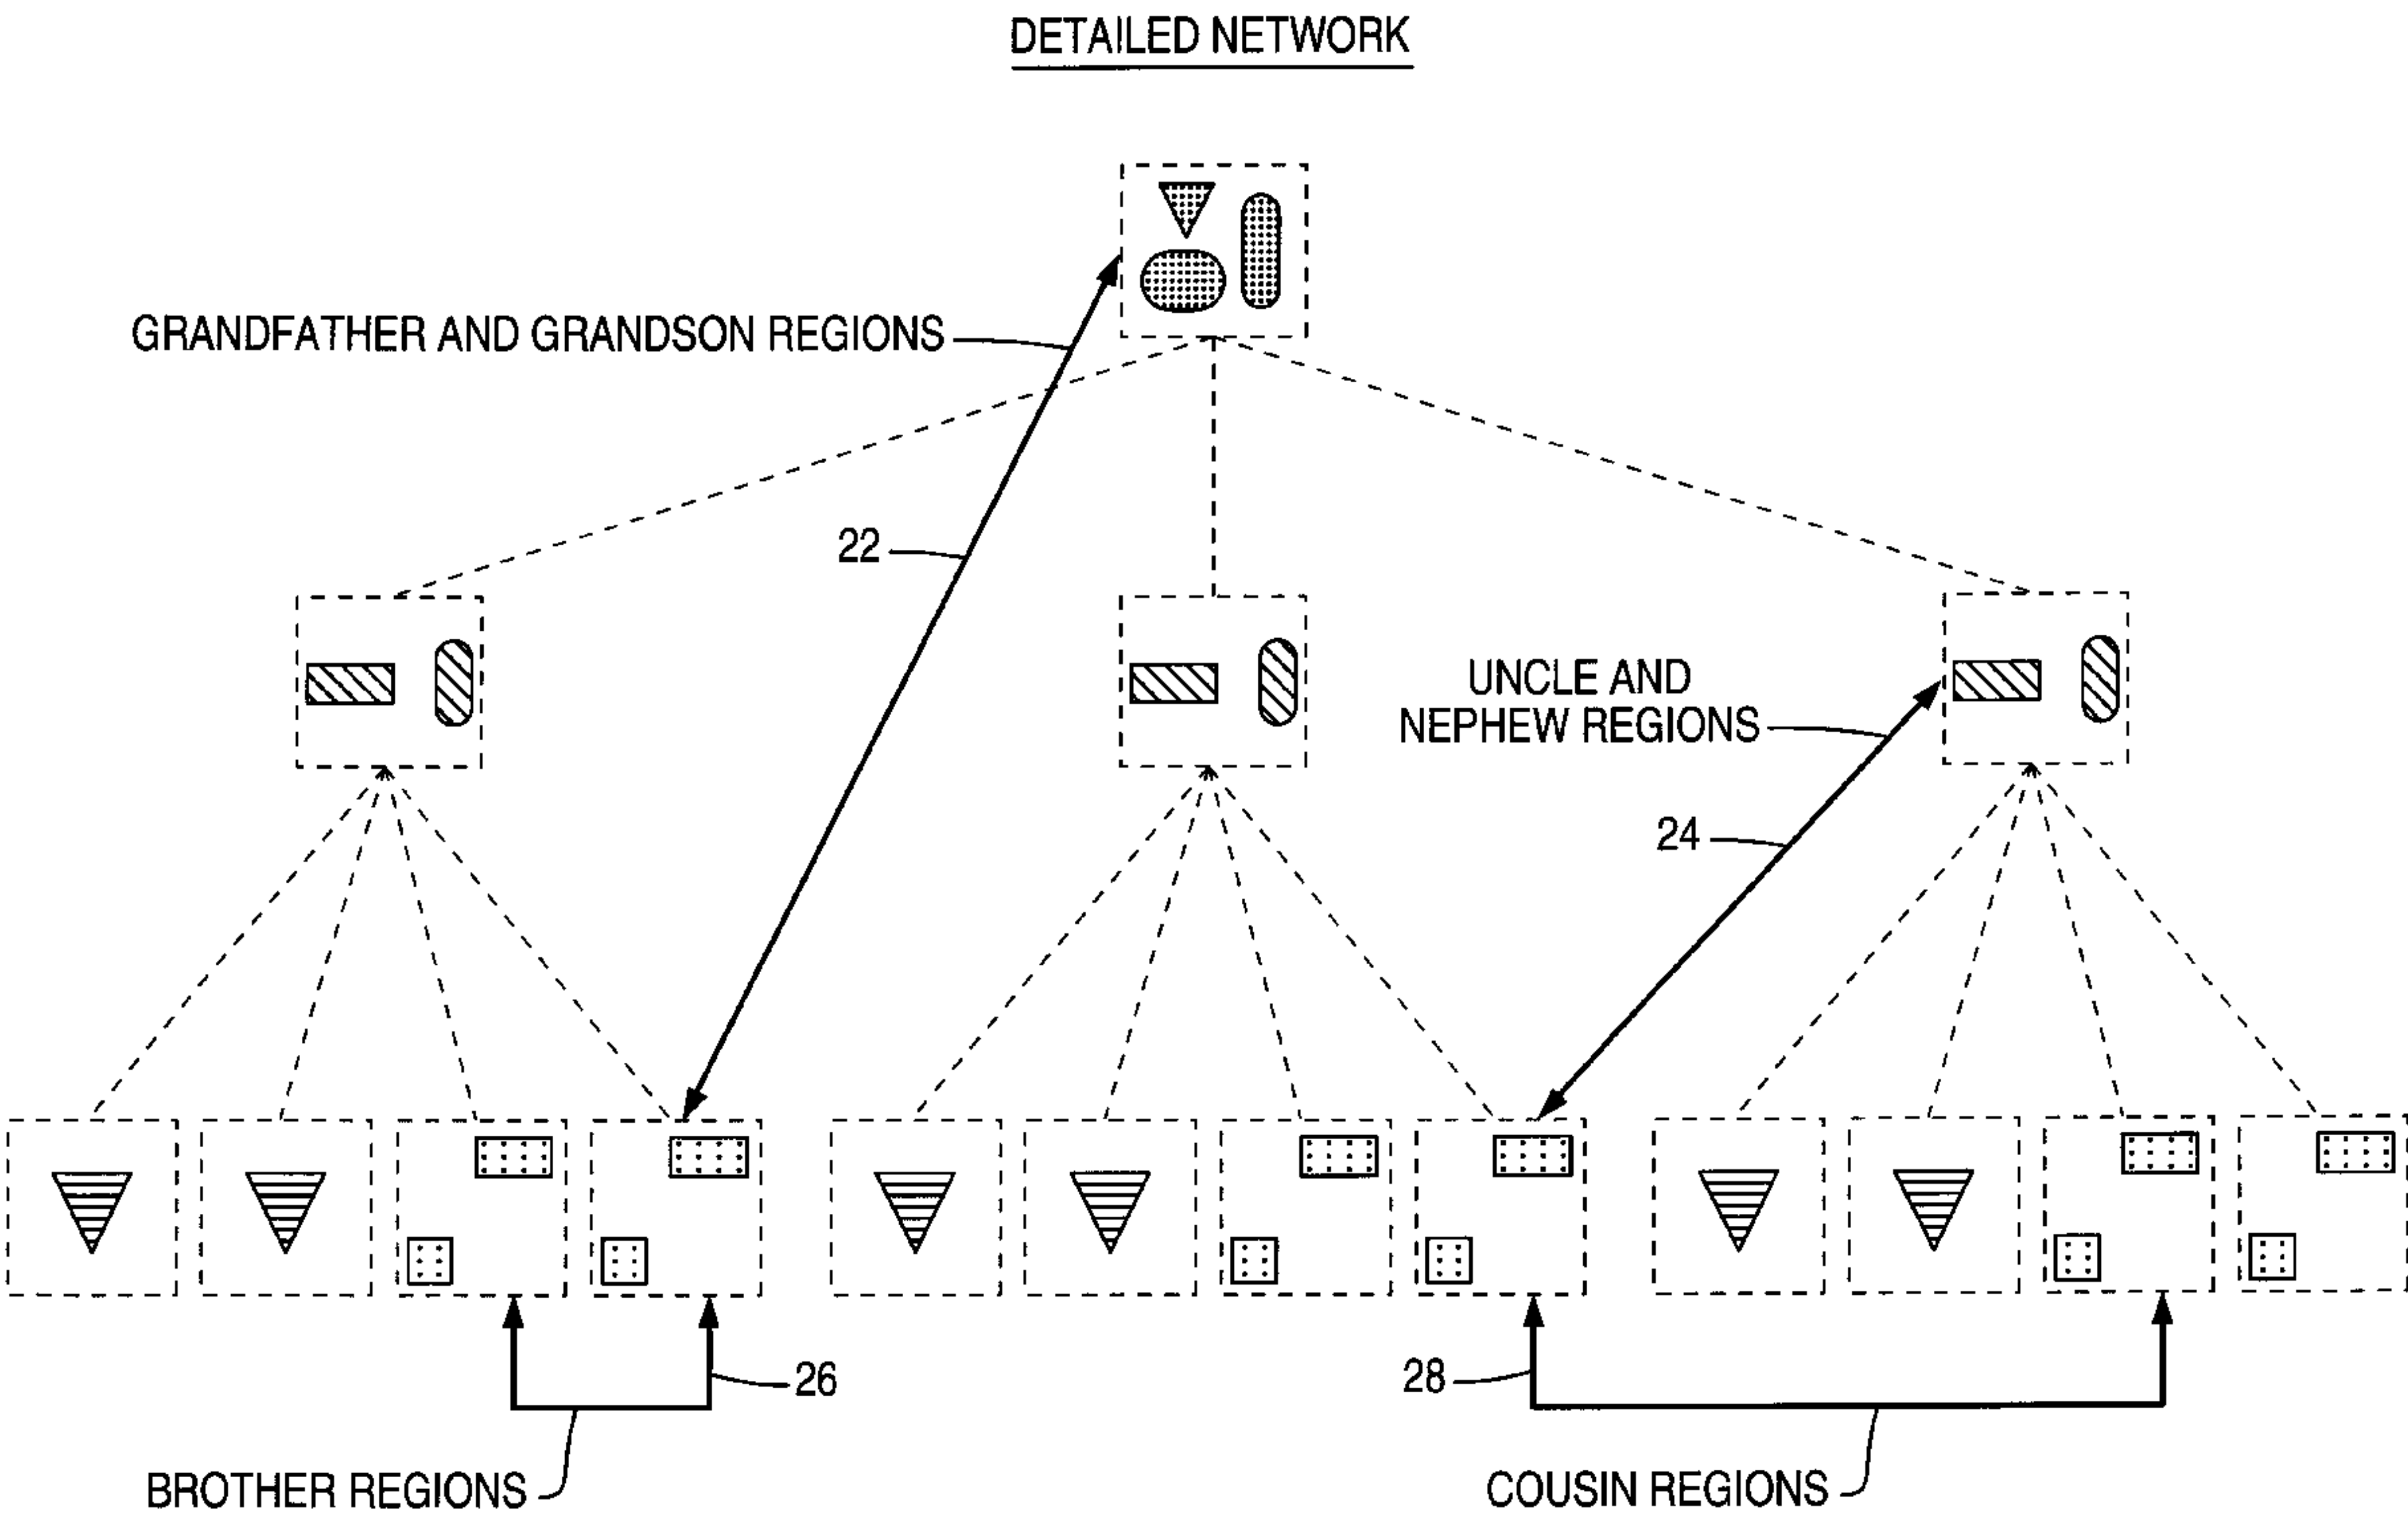 DETAILED NETWORK
GRANDFATHER AND GRANDSON REGIONS
22
UNCLE AND
NEPHEW REGIONS
24
26
28
BROTHER REGIONS
COUSIN REGIONS